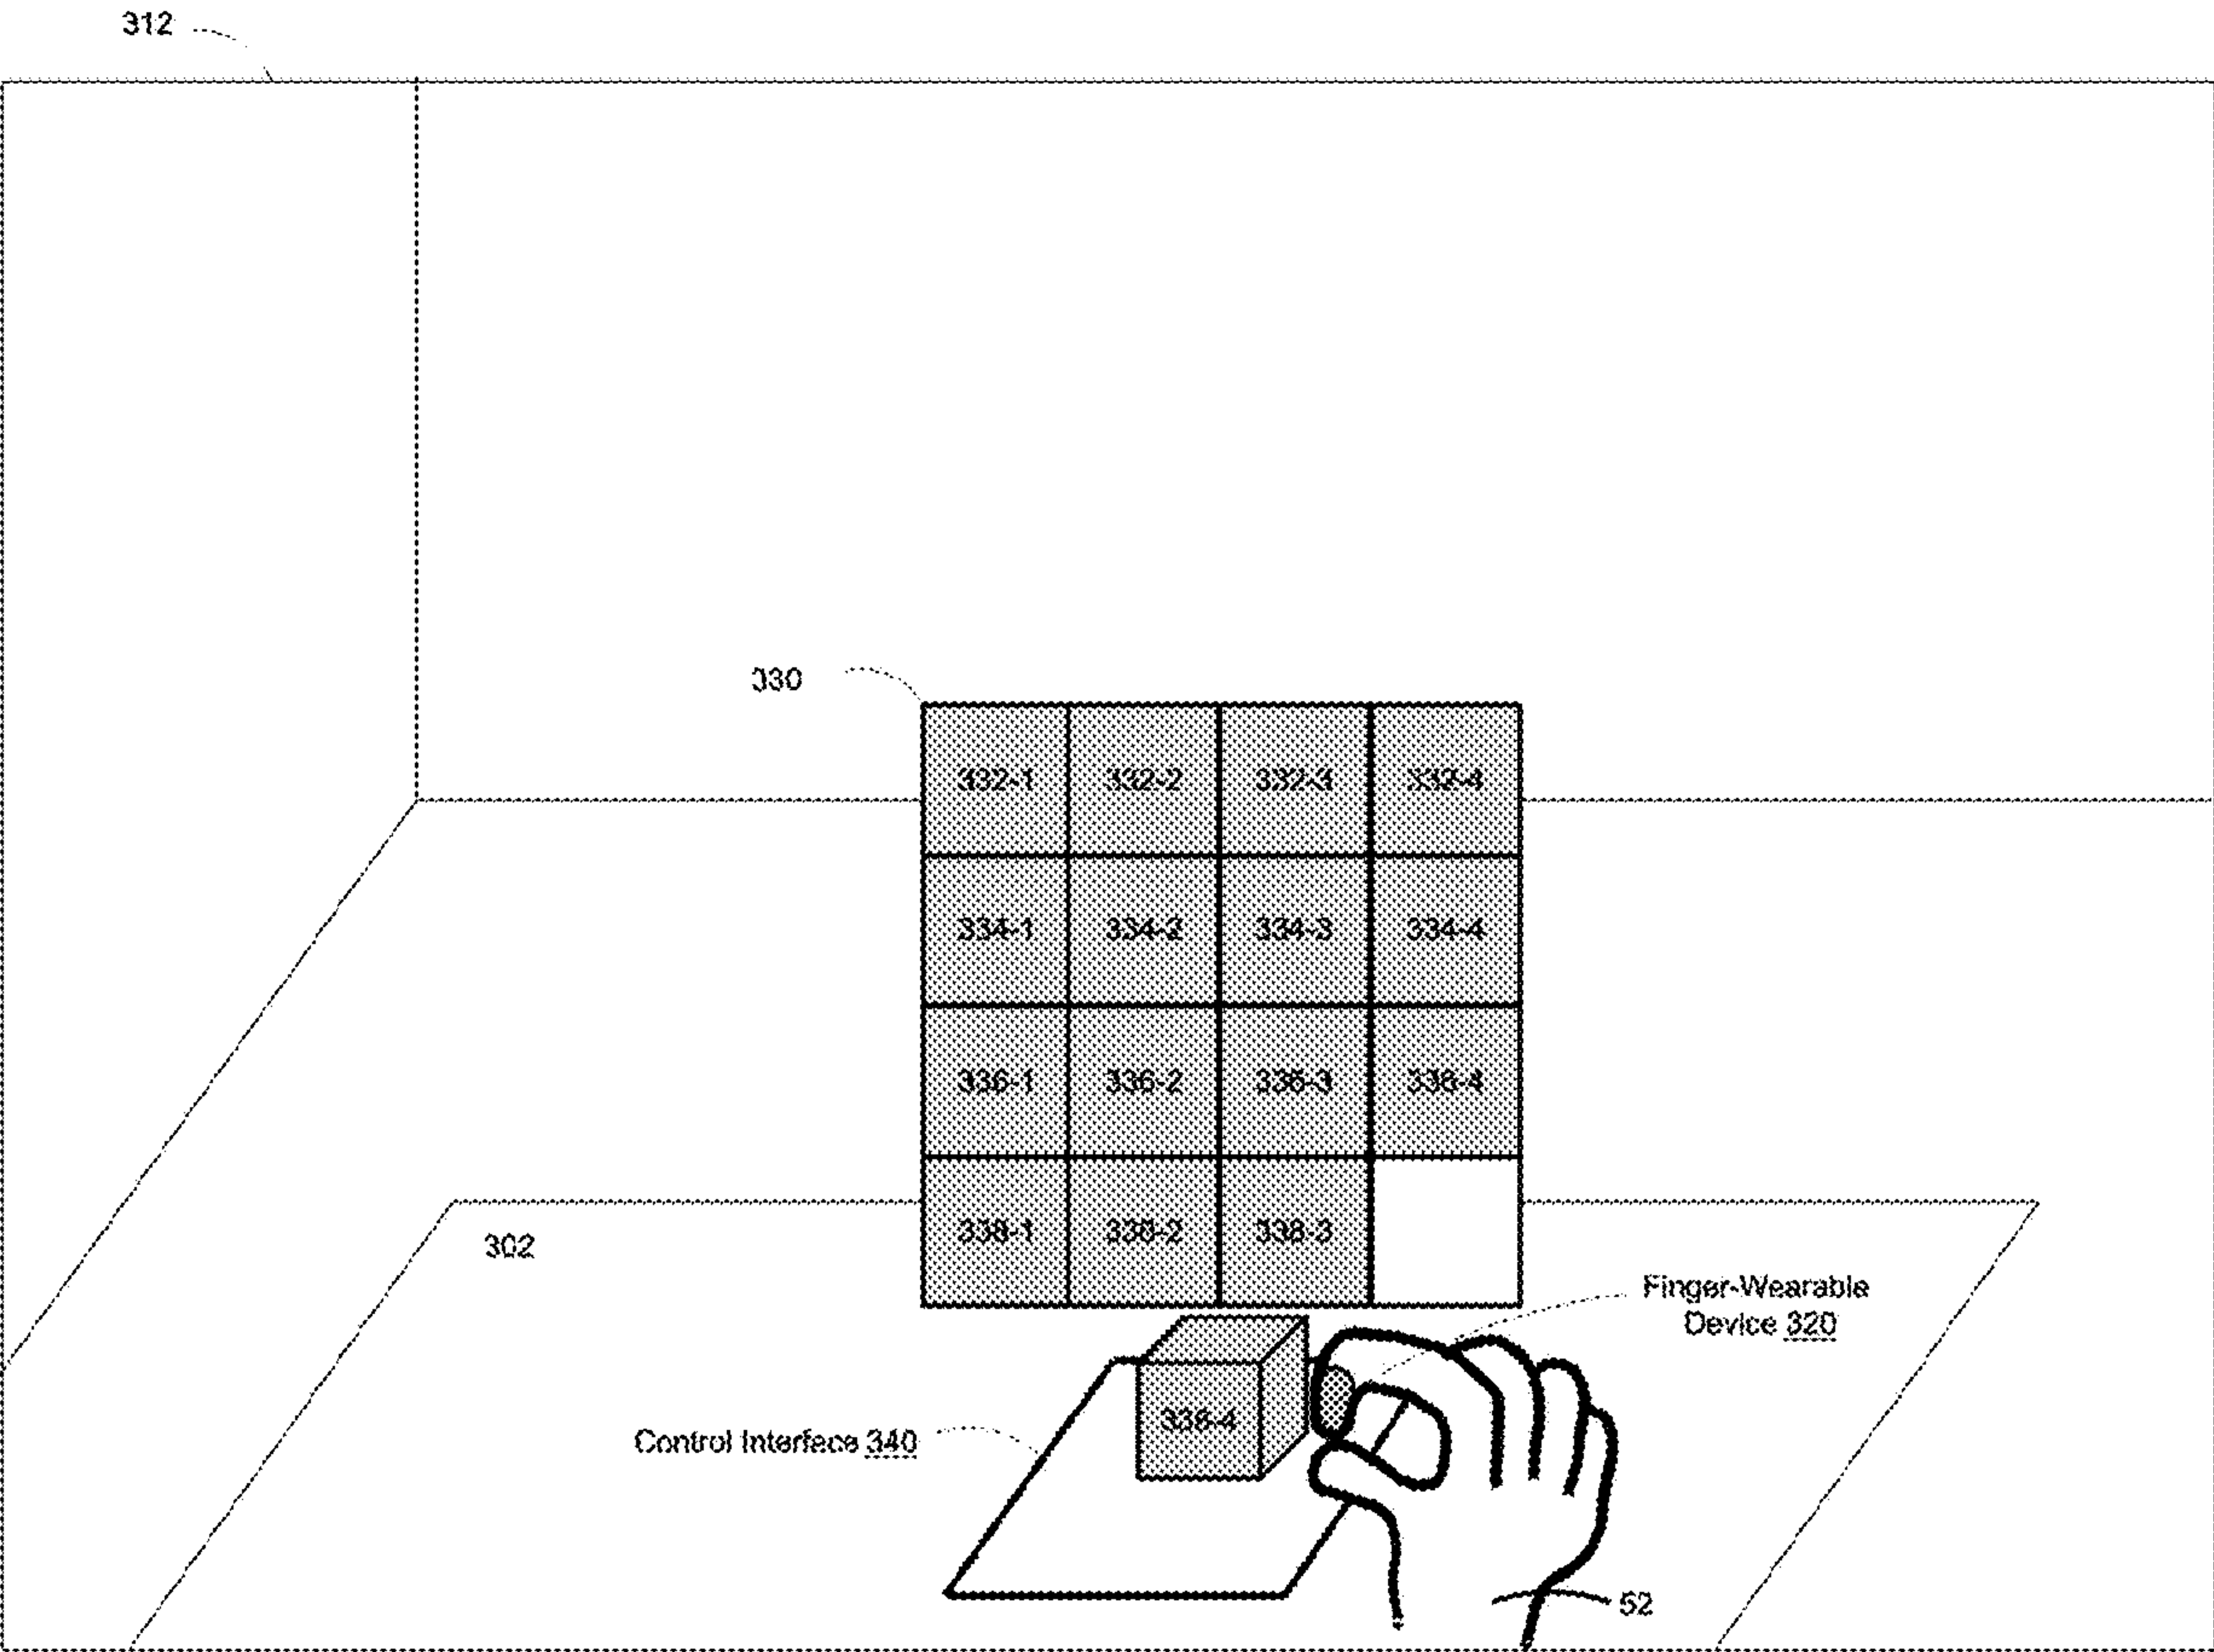 312
330
332-1 332-2 332-3 332-4
334-1 334-2 334-3 334-4
336-1 336-2 336-3 336-4
338-1 338-2 338-3
302
Finger-Wearable
Device 320
338-4
Control Interface 340
52